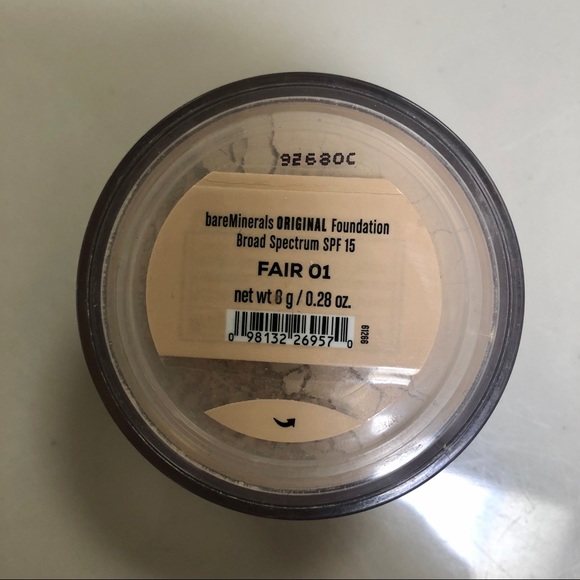 92680C
bareMinerals ORIGINAL Foundation
Broad Spectrum SPF 15
FAIR 01
net wt 8 g / 0.28 oz.
0 98132 26957 0
61266